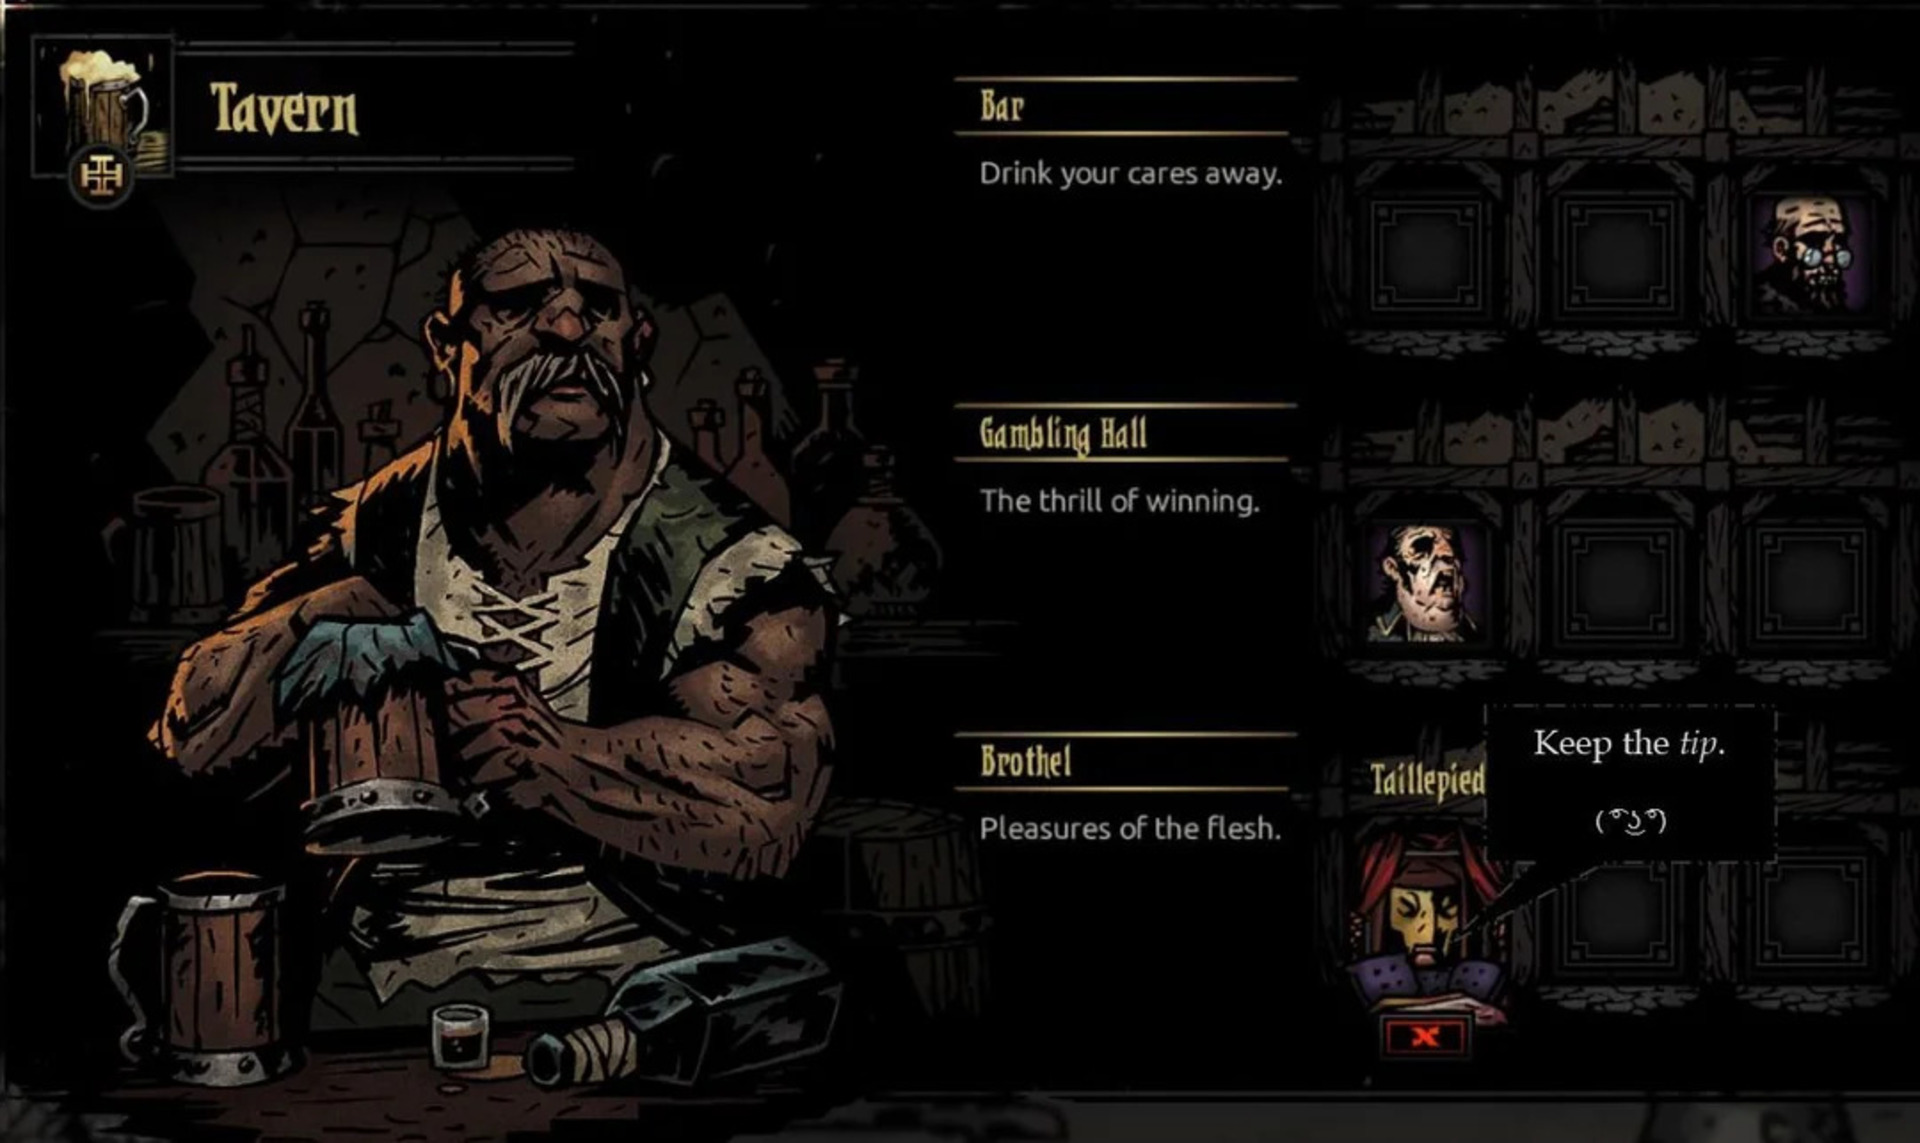 Tavern
Bar
Drink your cares away.
Gambling Hall
The thrill of winning.
Brothel
Pleasures of the flesh.
Taillepied
Keep the tip.
( ͡° ͜ʖ ͡°)